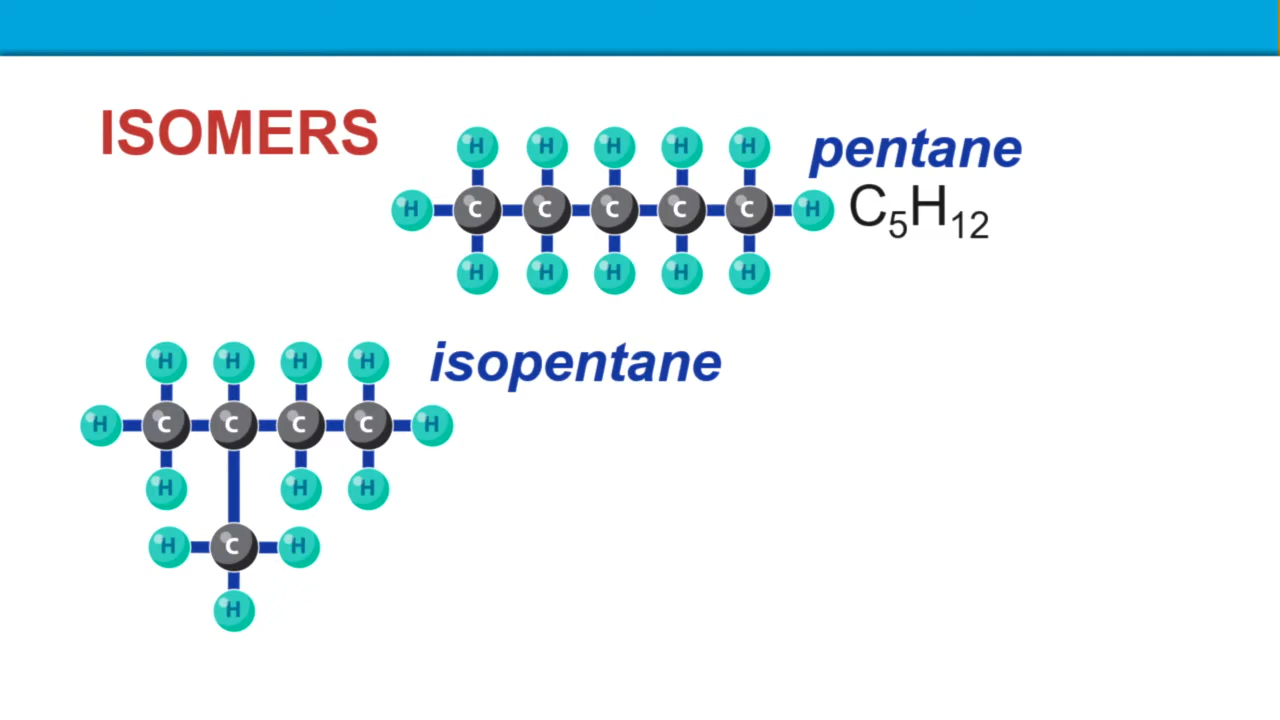 ISOMERS
H H H H H
pentane
H C C C C C H
C₅H₁₂
H H H H H
H H H H
isopentane
H C C C C H
H H H
H C H
H